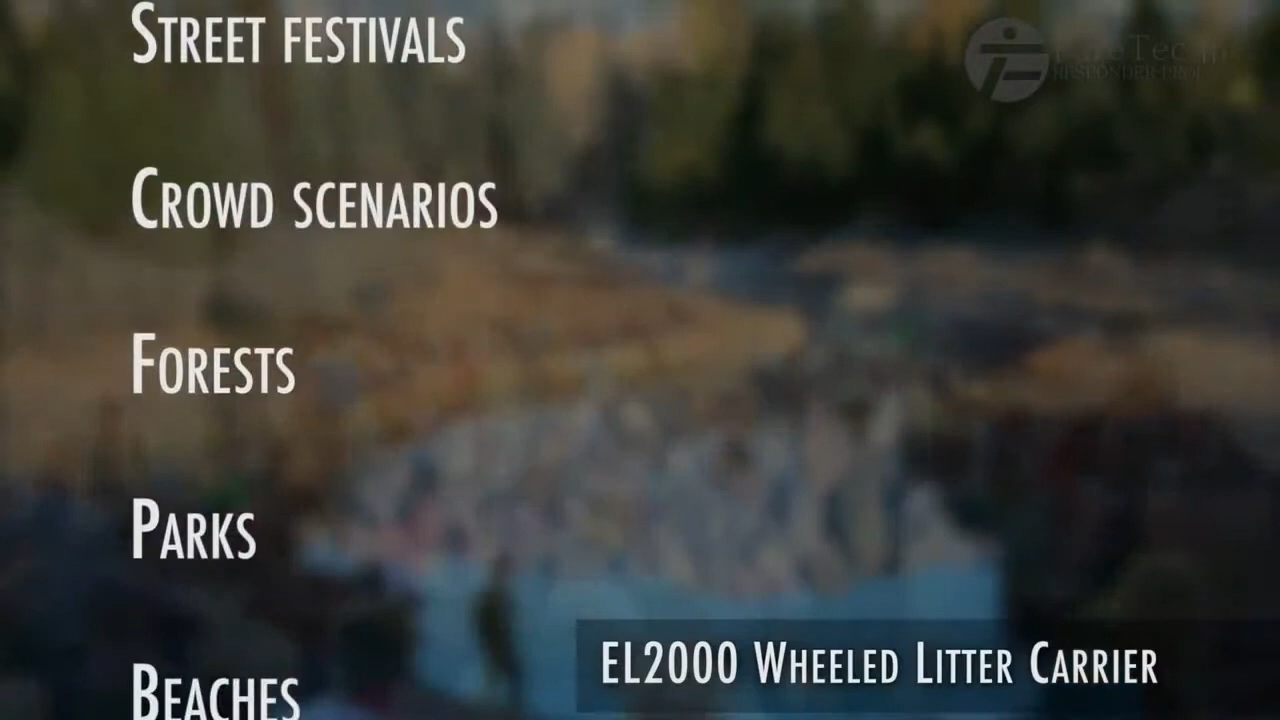 Street festivals
Crowd scenarios
Forests
Parks
Beaches
EL2000 Wheeled Litter Carrier